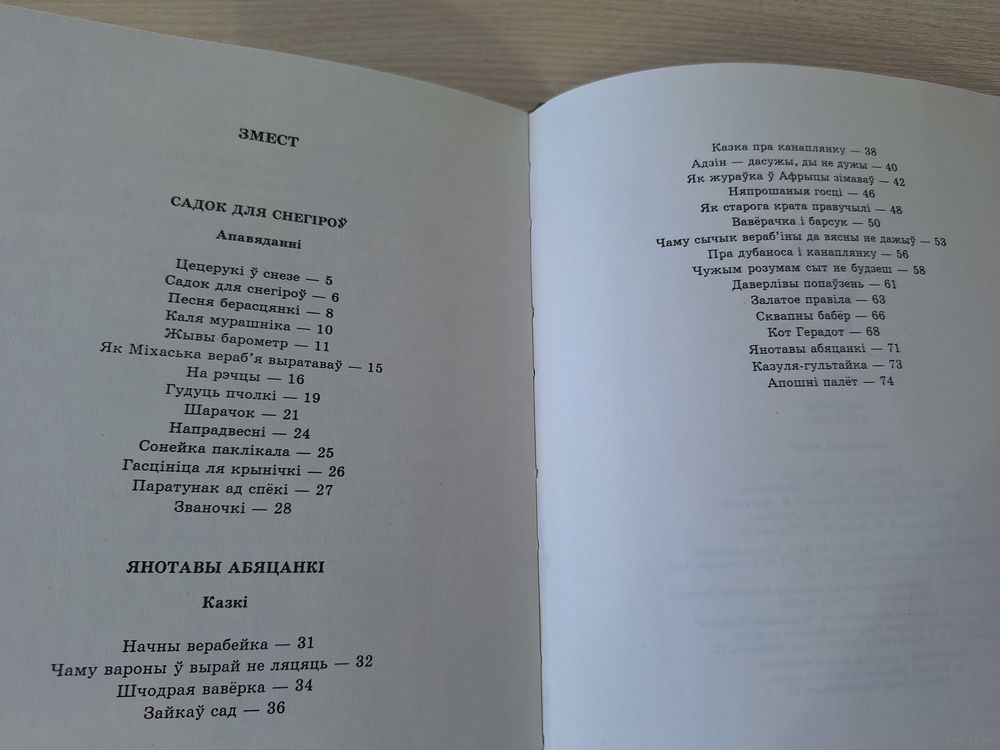 ЗМЕСТ
САДОК ДЛЯ СНЕГІРОЎ
Апавяданні
Цецерукі ў снезе — 5
Садок для снегіроў — 6
Песня берасцянкі — 8
Каля мурашніка — 10
Жывы барометр — 11
Як Міхаська вераб’я выратаваў — 15
На рэчцы — 16
Гудуць пчолкі — 19
Шарачок — 21
Напрадвесні — 24
Сонейка паклікала — 25
Гасцініца ля крынічкі — 26
Паратунак ад спёкі — 27
Званочкі — 28
ЯНОТАВЫ АБЯЦАНКІ
Казкі
Начны верабейка — 31
Чаму вароны ў вырай не ляцяць — 32
Шчодрая вавёрка — 34
Зайкаў сад — 36
Казка пра канаплянку — 38
Адзін — дасужы, ды не дужы — 40
Як жураўка ў Афрыцы зімаваў — 42
Няпрошаныя госці — 46
Як старога крата правучылі — 48
Вавёрачка і барсук — 50
Чаму сычык вераб’іны да вясны не дажыў — 53
Пра дубаноса і канаплянку — 56
Чужым розумам сыт не будзеш — 58
Даверлівы попаўзень — 61
Залатое правіла — 63
Сквапны бабёр — 66
Кот Герадот — 68
Янотавы абяцанкі — 71
Казуля-гультайка — 73
Апошні палёт — 74